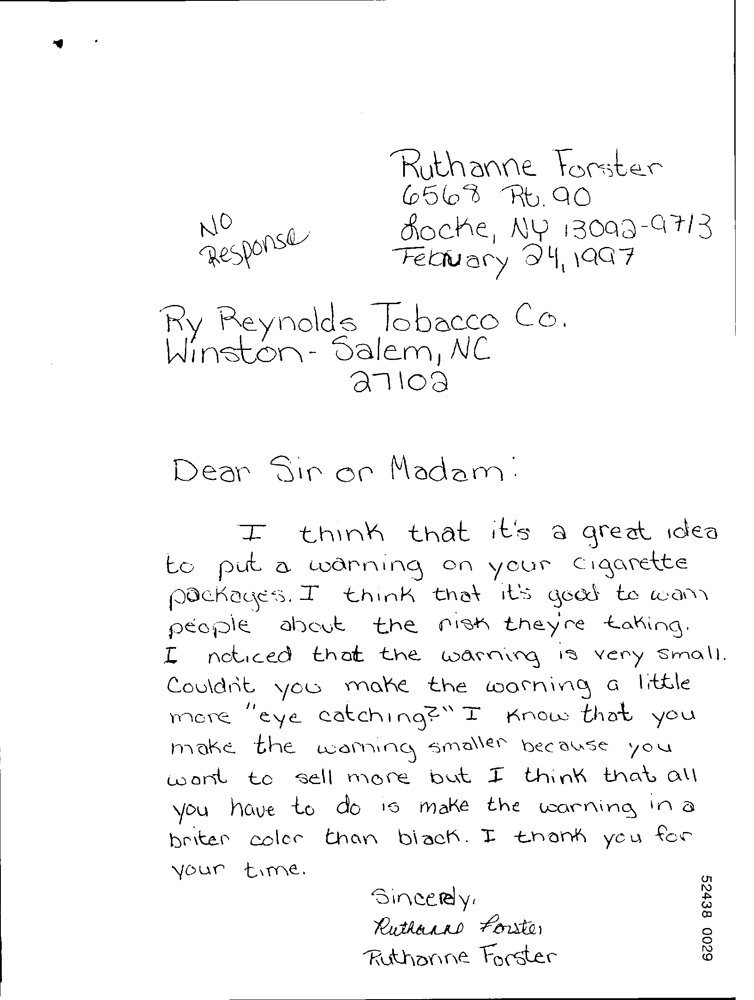 Ruthanne Forster
6568 Rt. 90
Locke, NY 13092-9713
Febuary 24, 1997
NO
Response
Ry Reynolds Tobacco Co.
Winston-Salem, NC
27102
Dear Sir or Madam:
I think that it's a great idea
to put a warning on your cigarette
packages. I think that it's good to warn
people about the risk they're taking.
I noticed that the warning is very small.
Couldn't you make the warning a little
more "eye catching?" I know that you
make the warning smaller because you
want to sell more but I think that all
you have to do is make the warning in a
briter color than black. I thank you for
your time.
Sincerely,
Ruthanne Forster
Ruthanne Forster
52438 0029